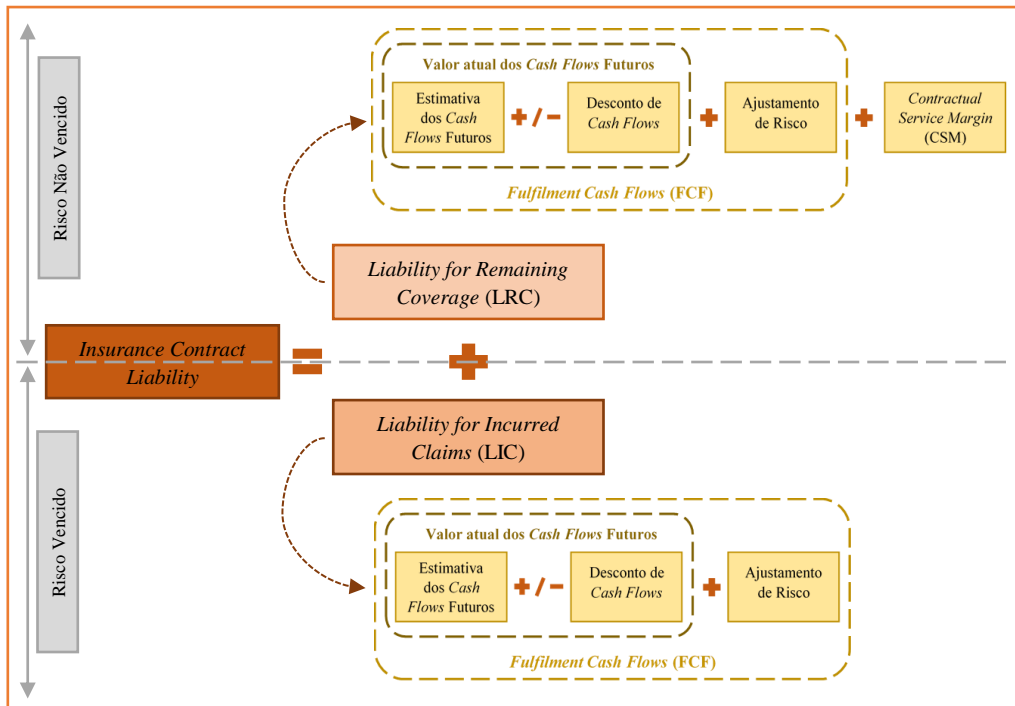 Risco Não Vencido
Valor atual dos Cash Flows Futuros
Estimativa
dos Cash
Flows Futuros
+ / −
Desconto de
Cash Flows
+
Ajustamento
de Risco
+
Contractual
Service Margin
(CSM)
Fulfilment Cash Flows (FCF)
Liability for Remaining
Coverage (LRC)
Insurance Contract
Liability
=
+
Liability for Incurred
Claims (LIC)
Risco Vencido
Valor atual dos Cash Flows Futuros
Estimativa
dos Cash
Flows Futuros
+ / −
Desconto de
Cash Flows
+
Ajustamento
de Risco
Fulfilment Cash Flows (FCF)